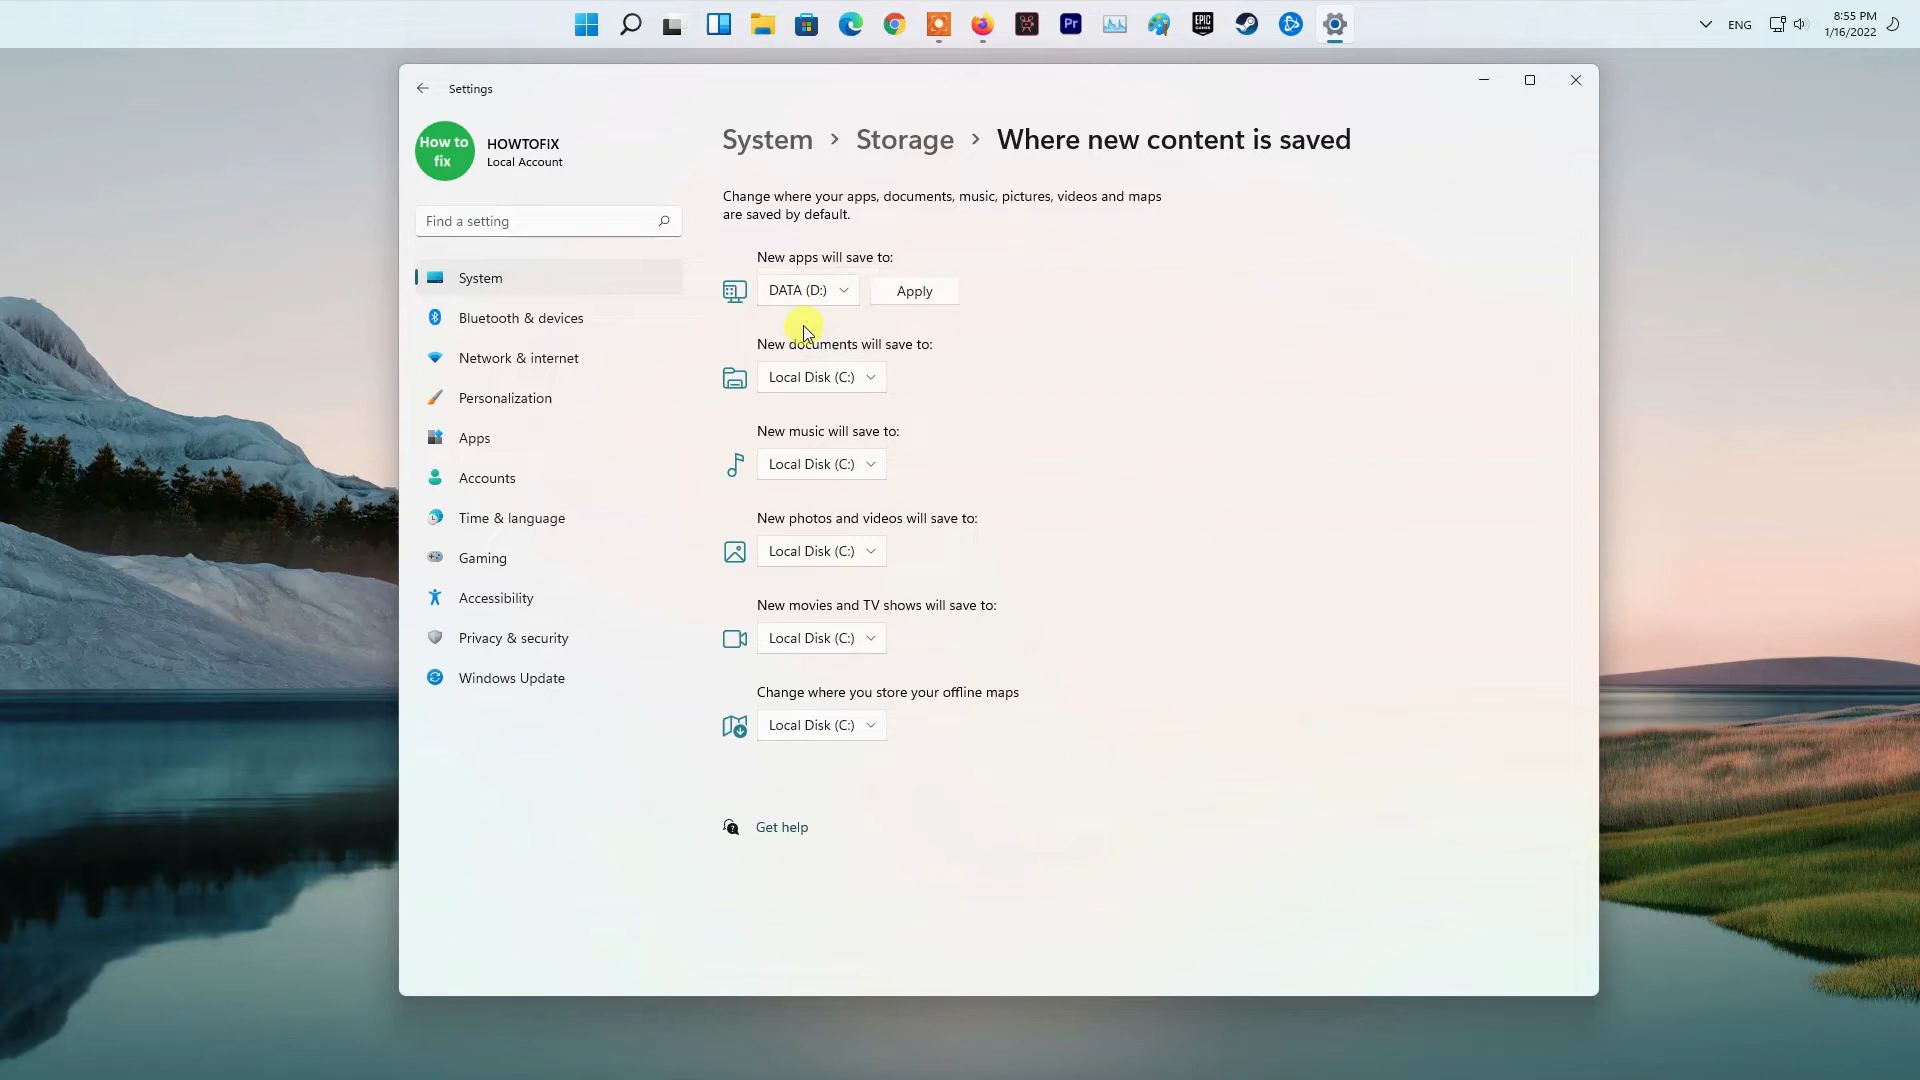 ENG
8:55 PM
1/16/2022
Pr
EPIC
GAMES
Settings
How to
fix
HOWTOFIX
Local Account
Find a setting
System
Bluetooth & devices
Network & internet
Personalization
Apps
Accounts
Time & language
Gaming
Accessibility
Privacy & security
Windows Update
System > Storage > Where new content is saved
Change where your apps, documents, music, pictures, videos and maps
are saved by default.
New apps will save to:
DATA (D:)
Apply
New documents will save to:
Local Disk (C:)
New music will save to:
Local Disk (C:)
New photos and videos will save to:
Local Disk (C:)
New movies and TV shows will save to:
Local Disk (C:)
Change where you store your offline maps
Local Disk (C:)
Get help